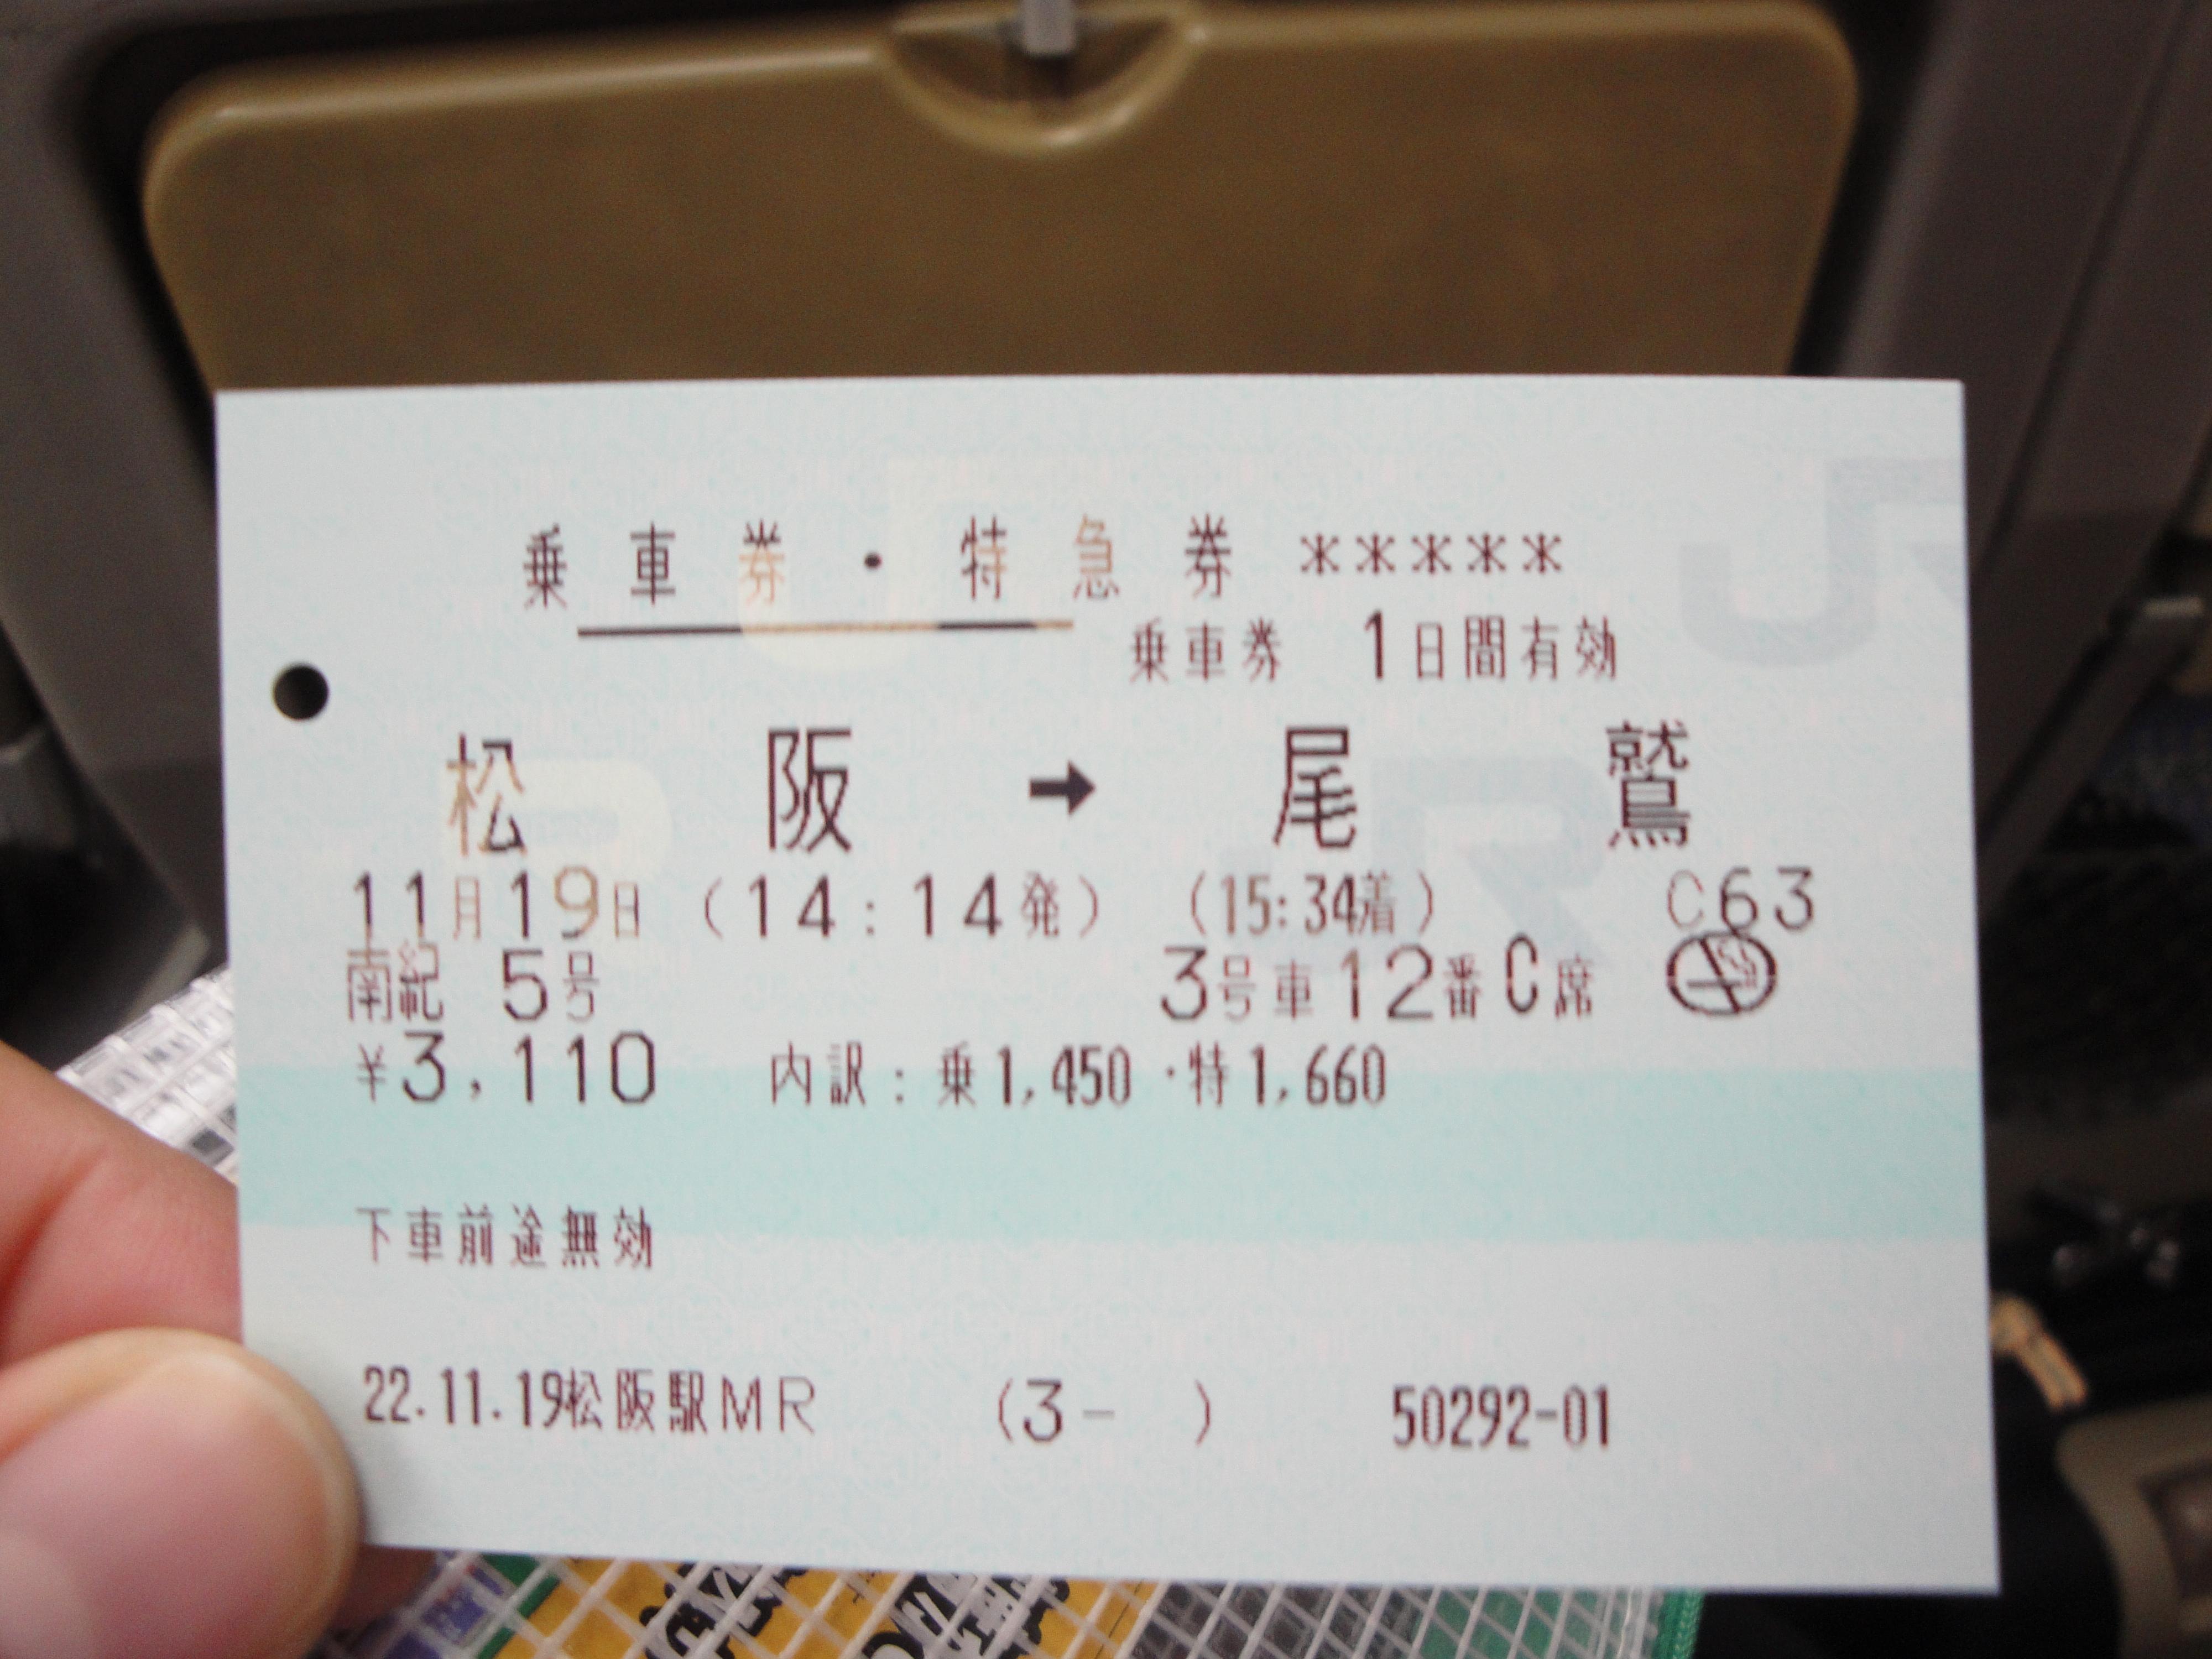 乗車券・特急券 *****
乗車券 1日間有効
松阪 → 尾鷲
11月19日 (14:14発) (15:34着) C63
南紀 5号 3号車12番C席
¥3,110 内訳:乗1,450・特1,660
下車前途無効
22.11.19松阪駅MR (3- ) 50292-01
JR
JR